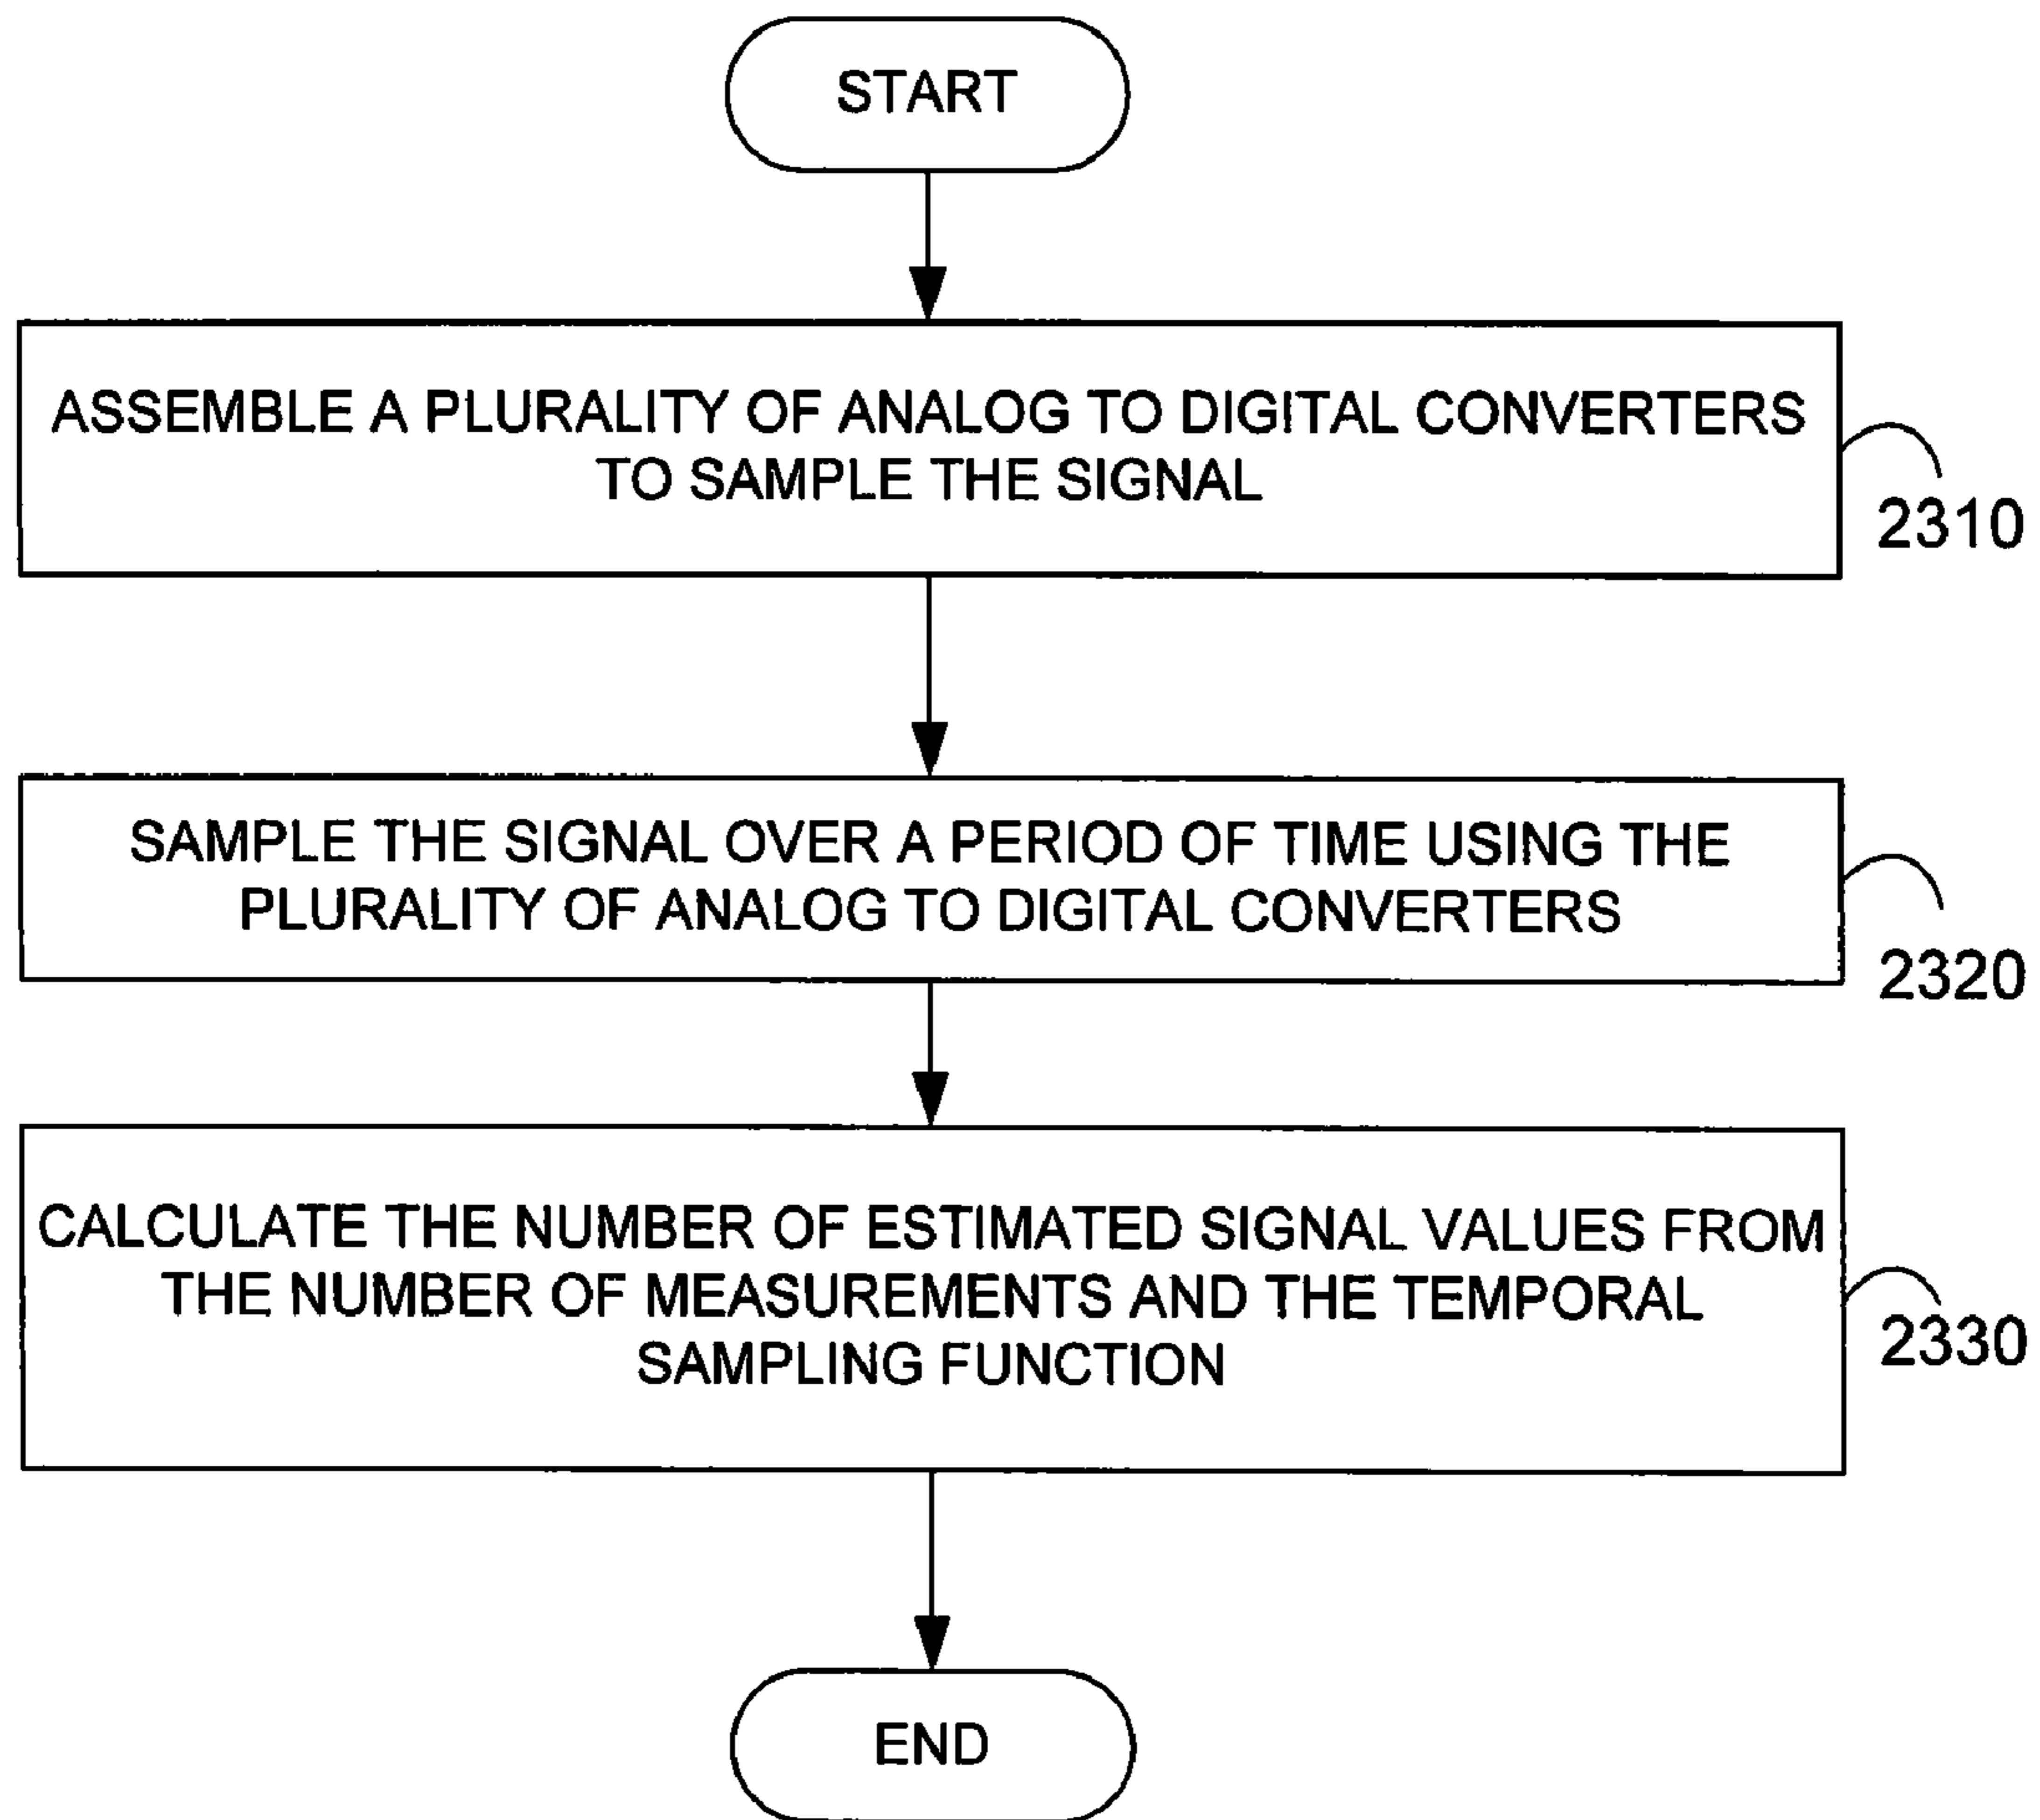 START
ASSEMBLE A PLURALITY OF ANALOG TO DIGITAL CONVERTERS
TO SAMPLE THE SIGNAL
2310
SAMPLE THE SIGNAL OVER A PERIOD OF TIME USING THE
PLURALITY OF ANALOG TO DIGITAL CONVERTERS
2320
CALCULATE THE NUMBER OF ESTIMATED SIGNAL VALUES FROM
THE NUMBER OF MEASUREMENTS AND THE TEMPORAL
SAMPLING FUNCTION
2330
END